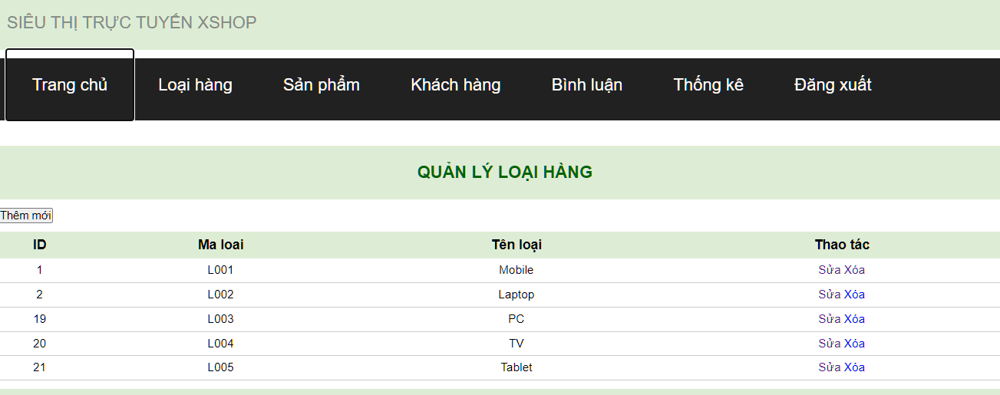 SIÊU THỊ TRỰC TUYẾN XSHOP
Trang chủ Loại hàng Sản phẩm Khách hàng Bình luận Thống kê Đăng xuất
QUẢN LÝ LOẠI HÀNG
Thêm mới
ID Ma loai Tên loại Thao tác
1 L001 Mobile Sửa Xóa
2 L002 Laptop Sửa Xóa
19 L003 PC Sửa Xóa
20 L004 TV Sửa Xóa
21 L005 Tablet Sửa Xóa